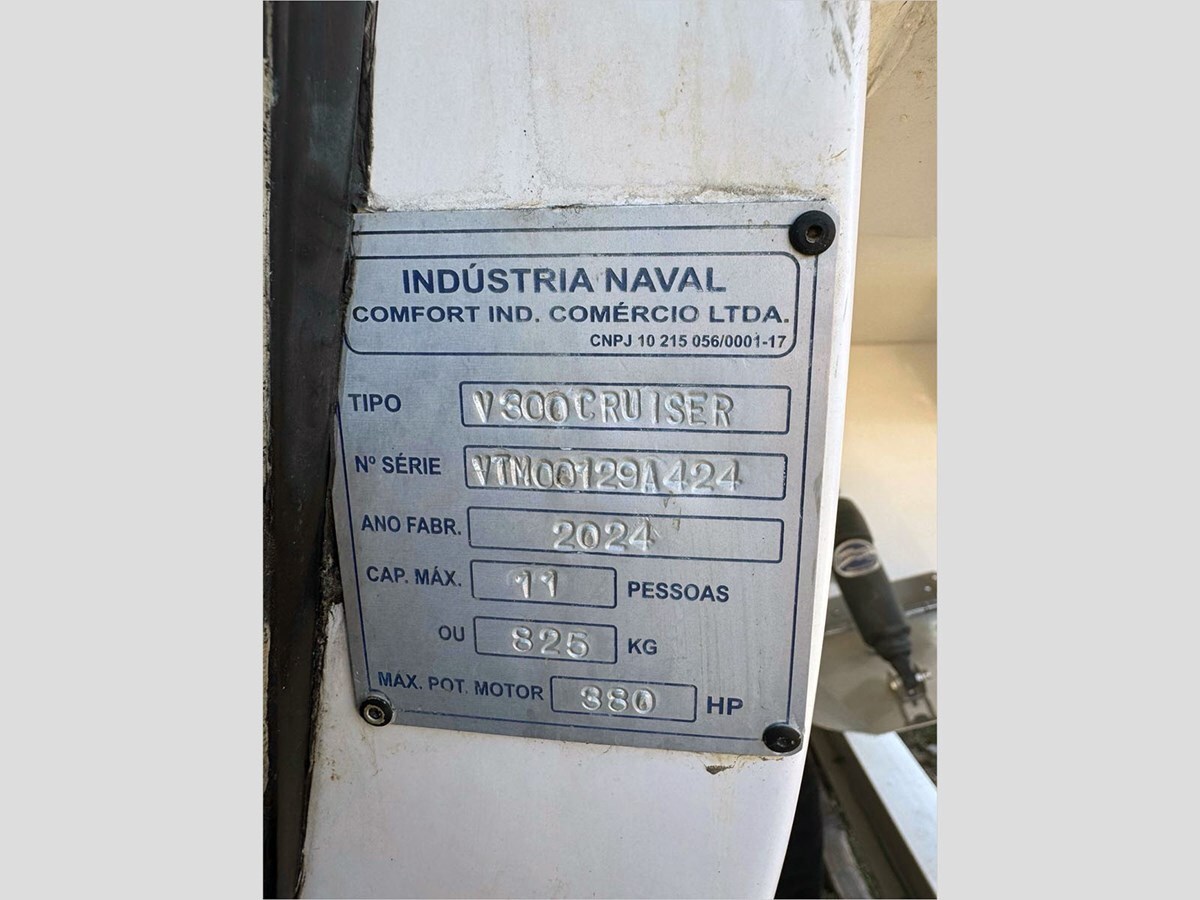 INDÚSTRIA NAVAL
COMFORT IND. COMÉRCIO LTDA.
CNPJ 10 215 056/0001-17
TIPO V300CRUISER
Nº SÉRIE VTM00129A424
ANO FABR. 2024
CAP. MÁX. 11 PESSOAS
OU 825 KG
MÁX. POT. MOTOR 380 HP